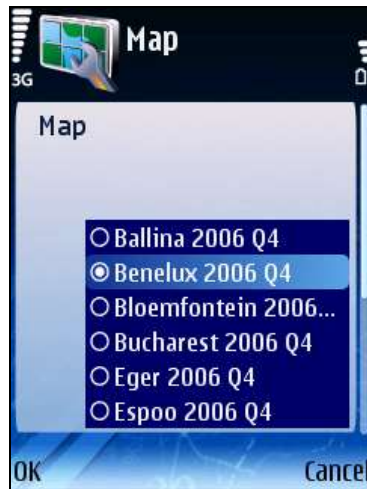 Map
3G
Map
Ballina 2006 Q4
Benelux 2006 Q4
Bloemfontein 2006...
Bucharest 2006 Q4
Eger 2006 Q4
Espoo 2006 Q4
OK Cancel